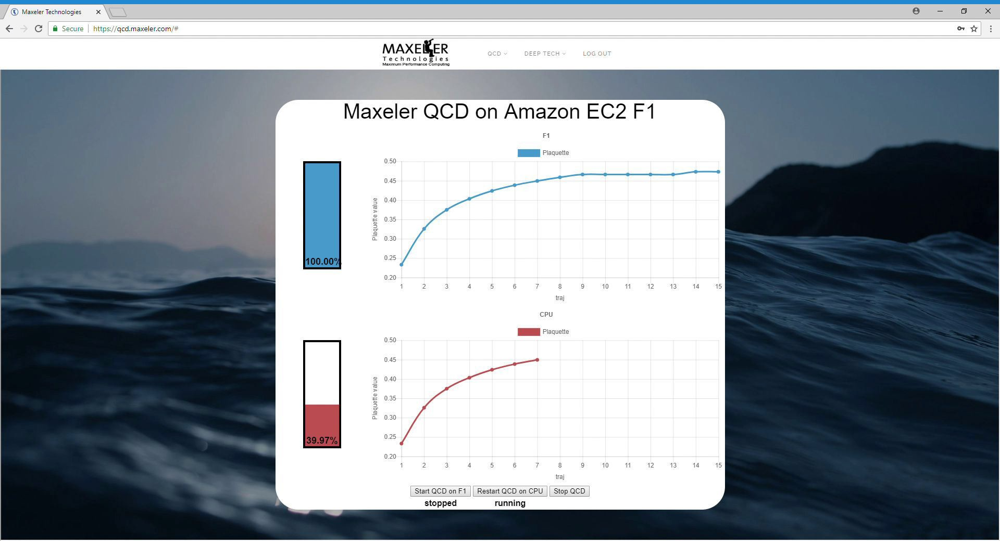 Maxeler Technologies
Secure https://qcd.maxeler.com/#
MAXELER
Technologies
Maximum Performance Computing
QCD DEEP TECH LOG OUT
Maxeler QCD on Amazon EC2 F1
F1
Plaquette
0.50
0.45
0.40
0.35
0.30
0.25
0.20
Plaquette value
100.00%
1 2 3 4 5 6 7 8 9 10 11 12 13 14 15
traj
CPU
Plaquette
0.50
0.45
0.40
0.35
0.30
0.25
0.20
Plaquette value
39.97%
1 2 3 4 5 6 7 8 9 10 11 12 13 14 15
traj
Start QCD on F1 Restart QCD on CPU Stop QCD
stopped running